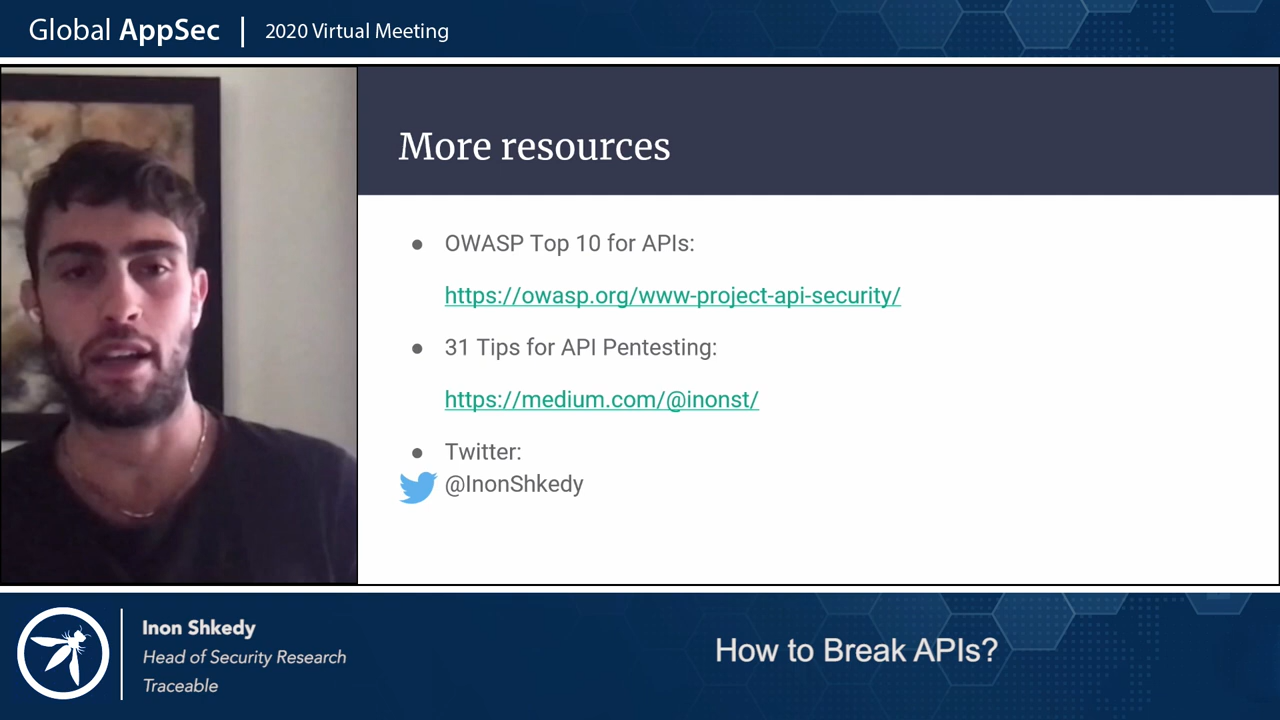 Global AppSec | 2020 Virtual Meeting
More resources
● OWASP Top 10 for APIs:
https://owasp.org/www-project-api-security/
● 31 Tips for API Pentesting:
https://medium.com/@inonst/
● Twitter:
@InonShkedy
Inon Shkedy
Head of Security Research
Traceable
How to Break APIs?